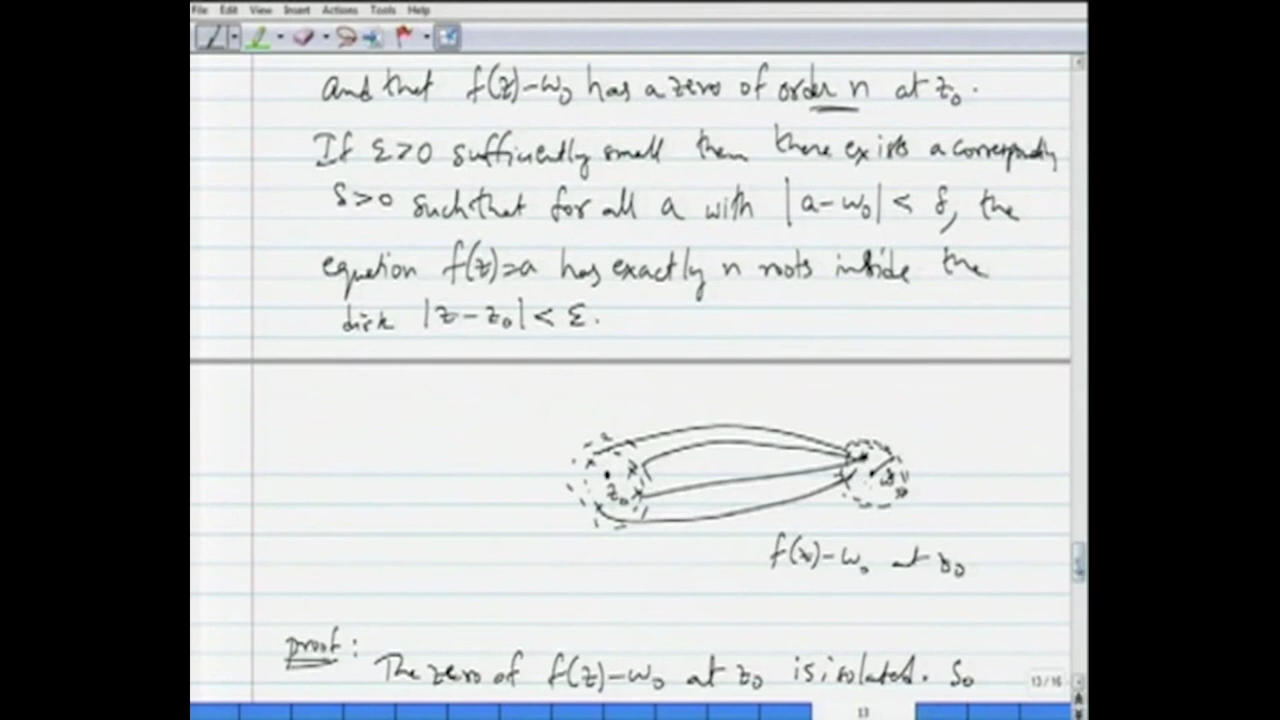 File Edit View Insert Actions Tools Help
And that f(z)-w₀ has a zero of order n at z₀.
If ε>0 sufficiently small then there exists a
δ>0 such that for all a with |a-w₀| < δ, the
equation f(z)=a has exactly n roots inside the
disk |z-z₀| < ε.
z₀
f(z)-w₀ at z₀
proof:
The zero of f(z)-w₀ at z₀ is isolated. So
13/16
13